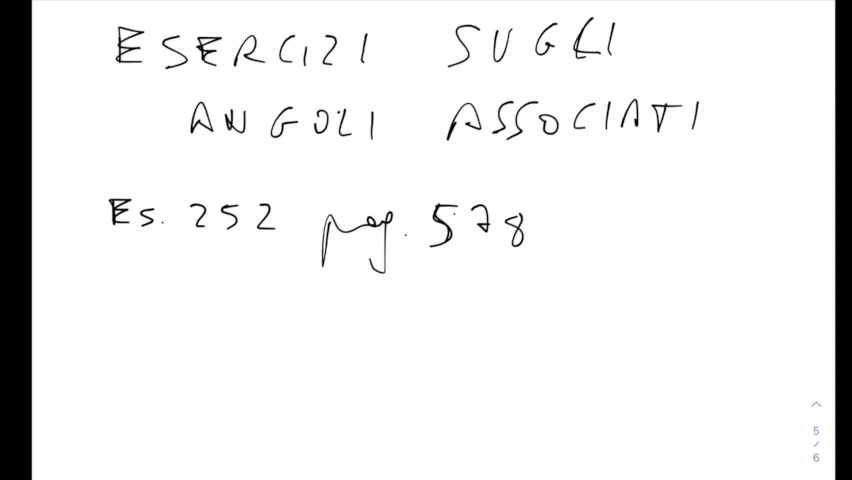 ESERCIZI SUGLI
ANGOLI ASSOCIATI
Es. 252 pag. 578
5
/
6